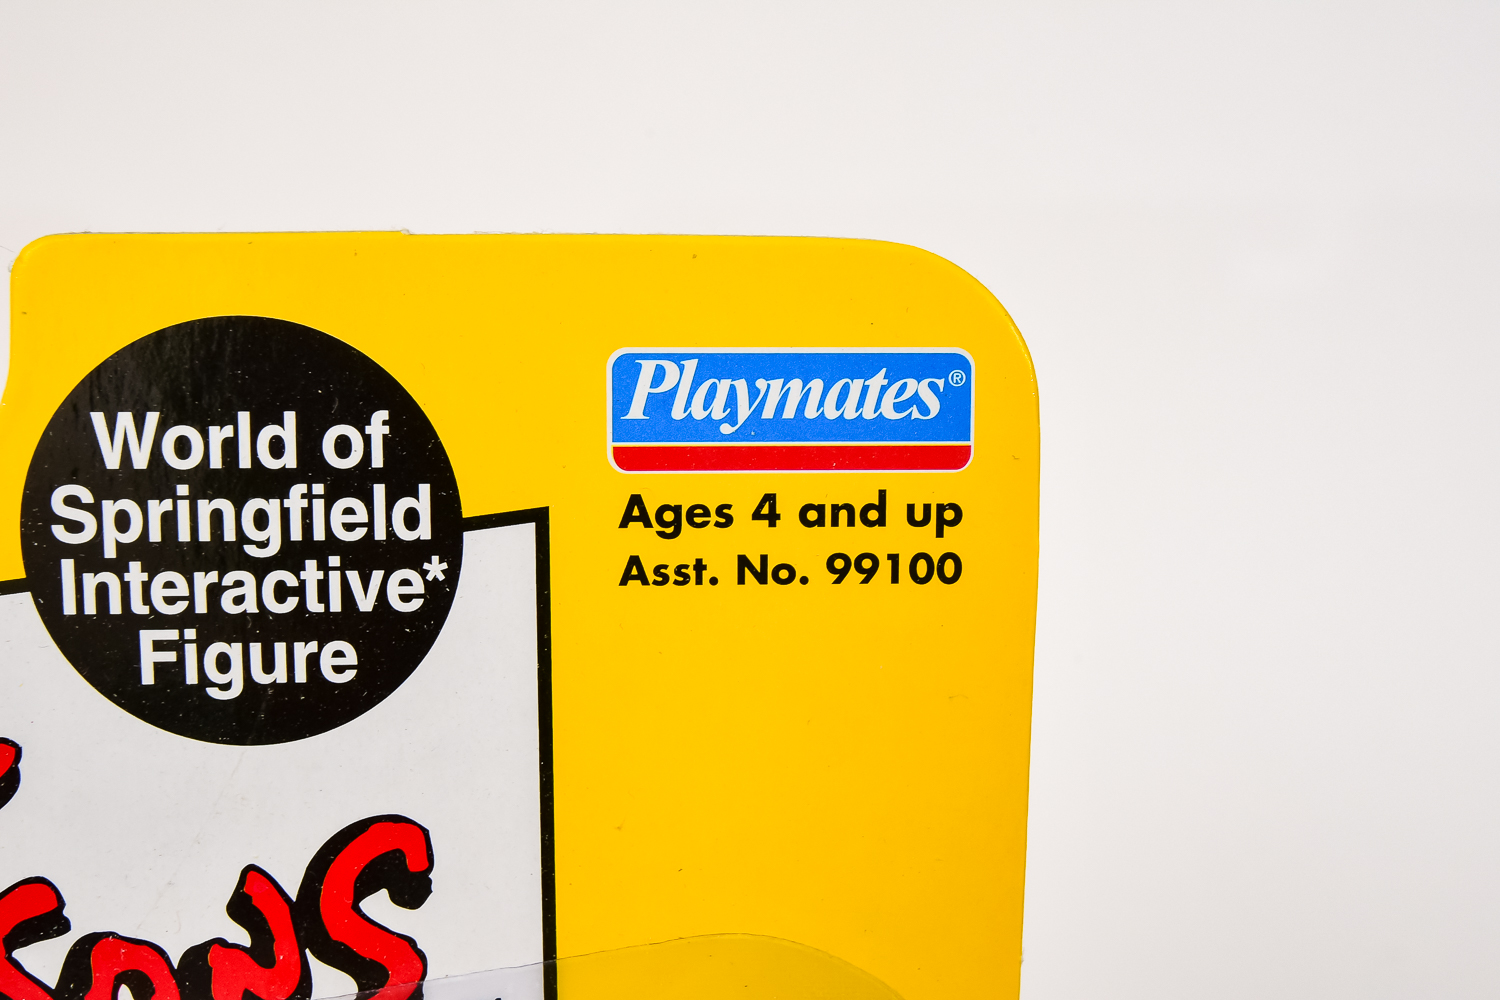 World of
Springfield
Interactive*
Figure
Playmates®
Ages 4 and up
Asst. No. 99100